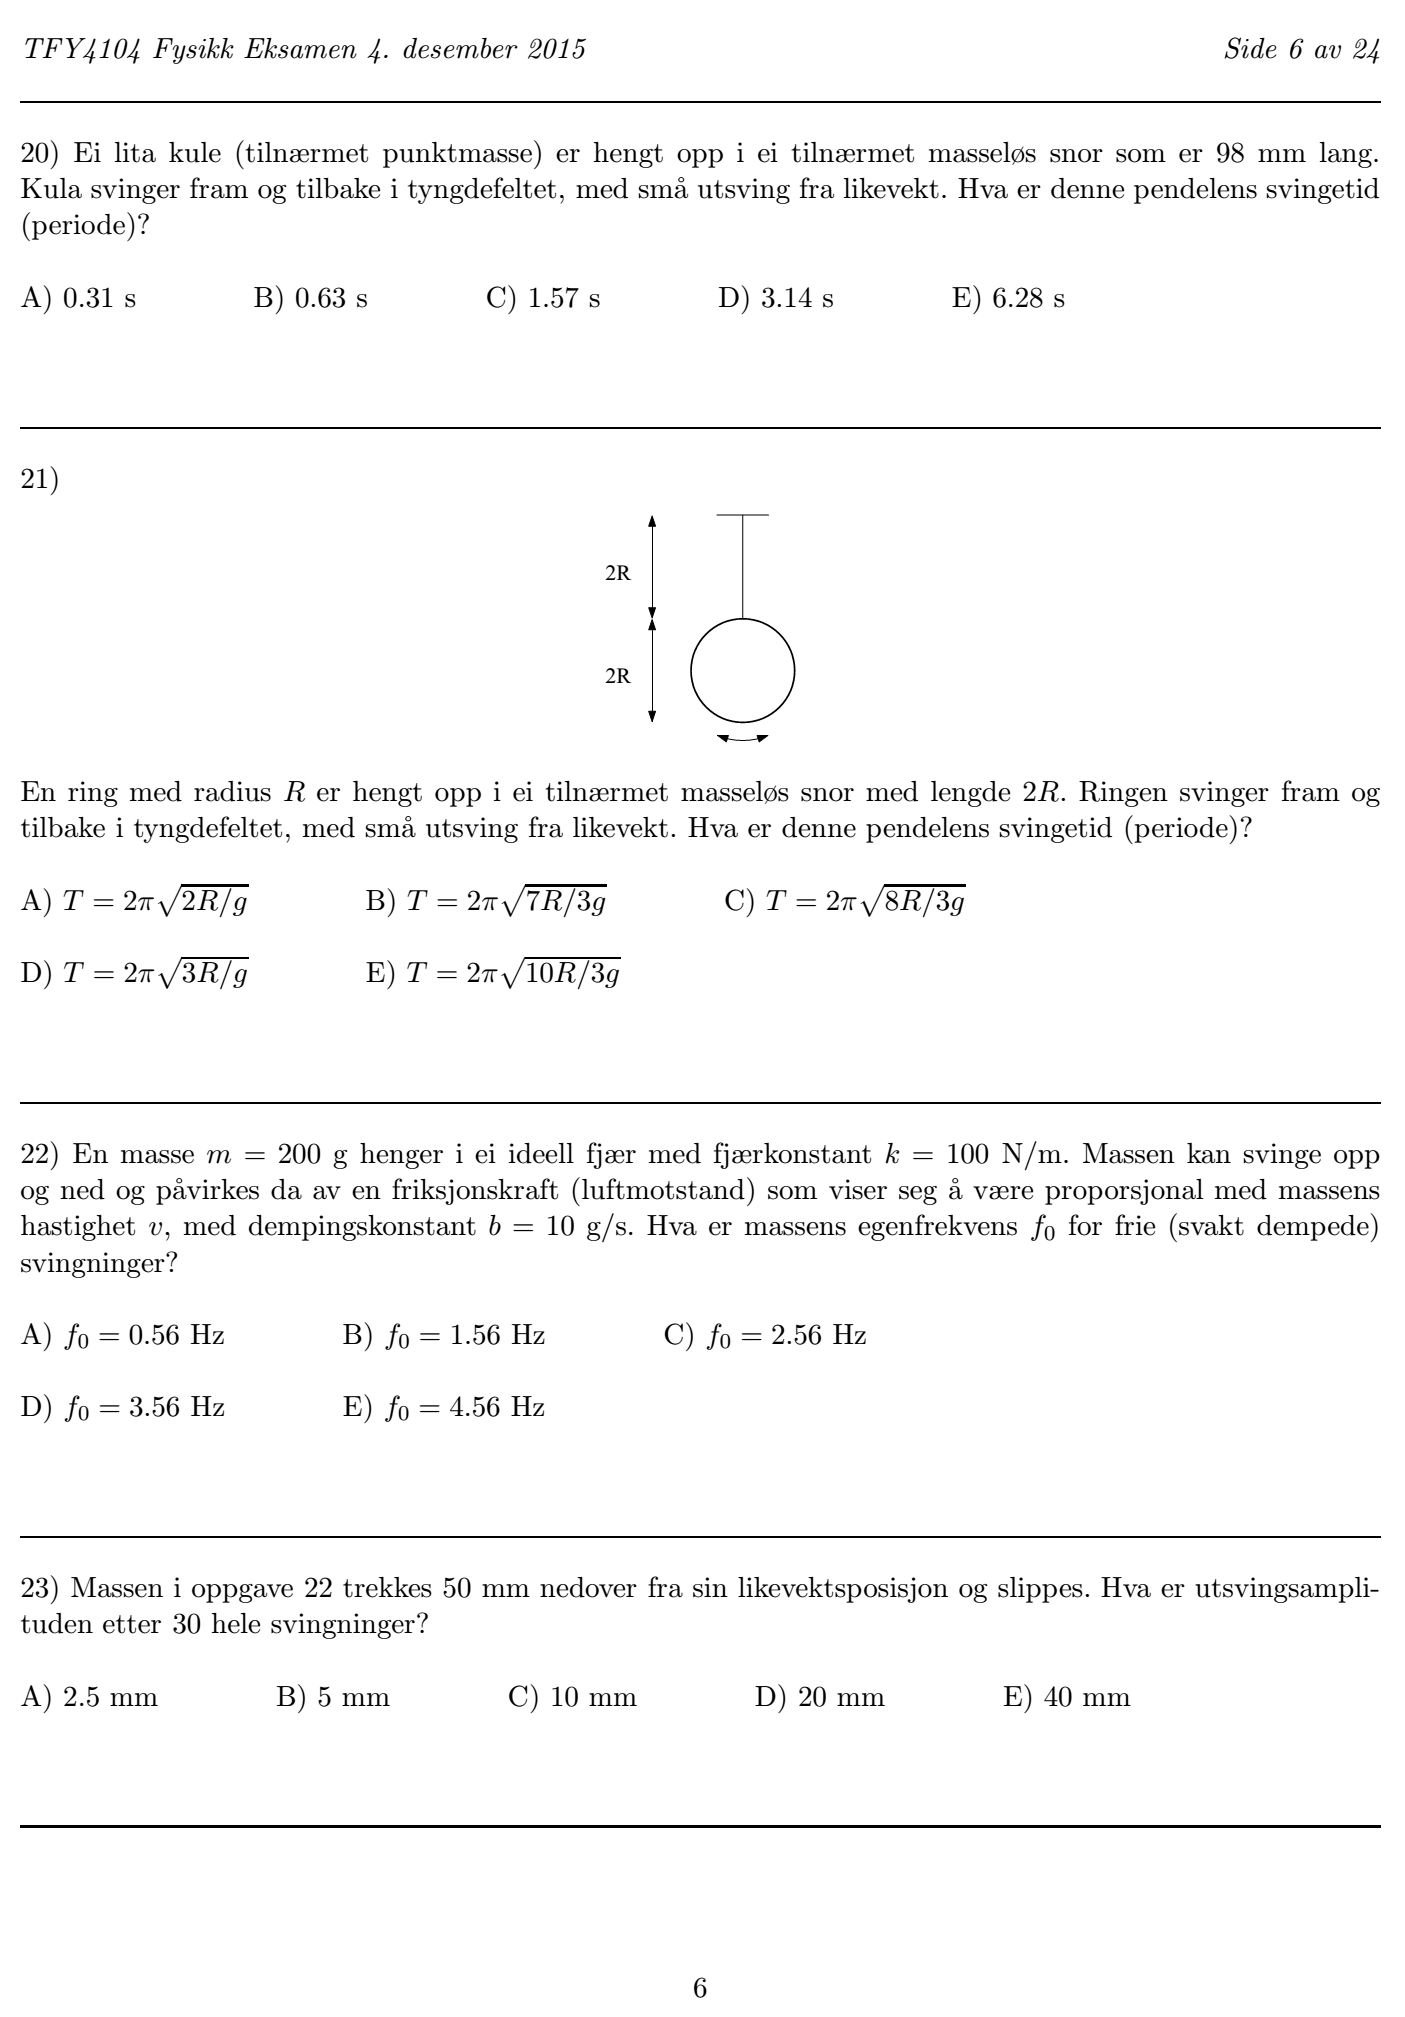 TFY4104 Fysikk Eksamen 4. desember 2015 Side 6 av 24
20) Ei lita kule (tilnærmet punktmasse) er hengt opp i ei tilnærmet masseløs snor som er 98 mm lang.
Kula svinger fram og tilbake i tyngdefeltet, med små utsving fra likevekt. Hva er denne pendelens svingetid
(periode)?
A) 0.31 s B) 0.63 s C) 1.57 s D) 3.14 s E) 6.28 s
21)
2R
2R
En ring med radius R er hengt opp i ei tilnærmet masseløs snor med lengde 2R. Ringen svinger fram og
tilbake i tyngdefeltet, med små utsving fra likevekt. Hva er denne pendelens svingetid (periode)?
A) T = 2π√2R/g B) T = 2π√7R/3g C) T = 2π√8R/3g
D) T = 2π√3R/g E) T = 2π√10R/3g
22) En masse m = 200 g henger i ei ideell fjær med fjærkonstant k = 100 N/m. Massen kan svinge opp
og ned og påvirkes da av en friksjonskraft (luftmotstand) som viser seg å være proporsjonal med massens
hastighet v, med dempingskonstant b = 10 g/s. Hva er massens egenfrekvens f₀ for frie (svakt dempede)
svingninger?
A) f₀ = 0.56 Hz B) f₀ = 1.56 Hz C) f₀ = 2.56 Hz
D) f₀ = 3.56 Hz E) f₀ = 4.56 Hz
23) Massen i oppgave 22 trekkes 50 mm nedover fra sin likevektsposisjon og slippes. Hva er utsvingsampli-
tuden etter 30 hele svingninger?
A) 2.5 mm B) 5 mm C) 10 mm D) 20 mm E) 40 mm
6